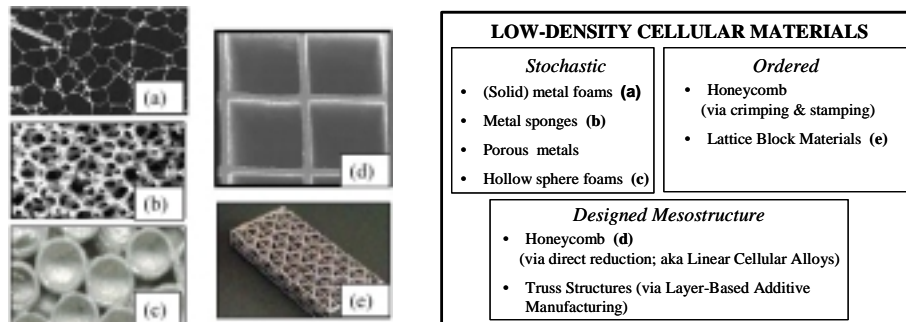 (a)
(b)
(c)
(d)
(e)
LOW-DENSITY CELLULAR MATERIALS
Stochastic
• (Solid) metal foams (a)
• Metal sponges (b)
• Porous metals
• Hollow sphere foams (c)
Ordered
• Honeycomb
(via crimping & stamping)
• Lattice Block Materials (e)
Designed Mesostructure
• Honeycomb (d)
(via direct reduction; aka Linear Cellular Alloys)
• Truss Structures (via Layer-Based Additive
Manufacturing)